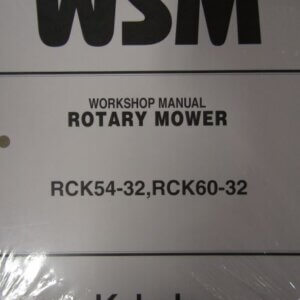 WSM
WORKSHOP MANUAL
ROTARY MOWER
RCK54-32,RCK60-32